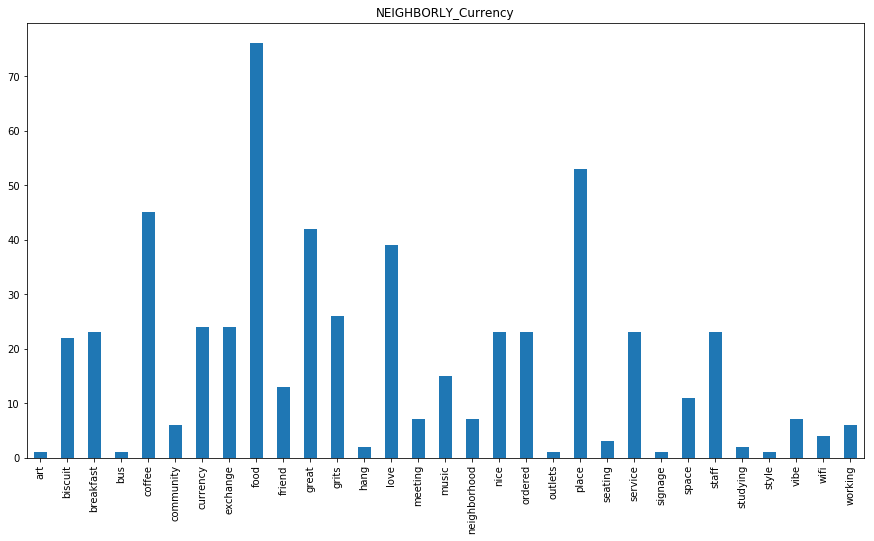 NEIGHBORLY_Currency
70
60
50
40
30
20
10
0
art
biscuit
breakfast
bus
coffee
community
currency
exchange
food
friend
great
grits
hang
love
meeting
music
neighborhood
nice
ordered
outlets
place
seating
service
signage
space
staff
studying
style
vibe
wifi
working